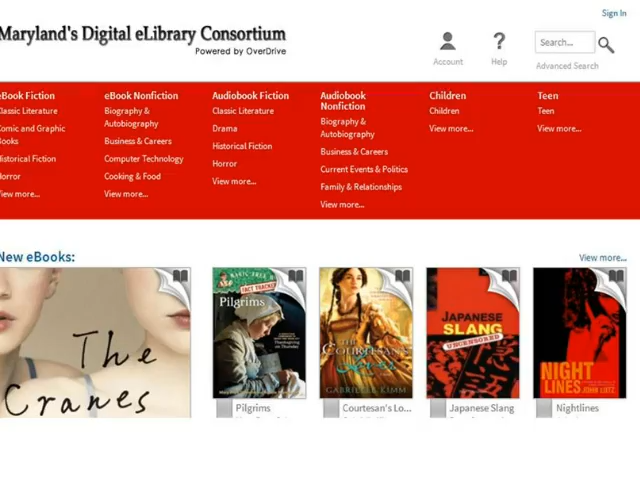 Sign In
Maryland's Digital eLibrary Consortium
Powered by OverDrive
Account
Help
Search...
Advanced Search
eBook Fiction
Classic Literature
Comic and Graphic
Books
Historical Fiction
Horror
View more...
eBook Nonfiction
Biography &
Autobiography
Business & Careers
Computer Technology
Cooking & Food
View more...
Audiobook Fiction
Classic Literature
Drama
Historical Fiction
Horror
View more...
Audiobook
Nonfiction
Biography &
Autobiography
Business & Careers
Current Events & Politics
Family & Relationships
View more...
Children
Children
View more...
Teen
Teen
View more...
New eBooks:
View more...
The
Cranes
MAGIC TREE HOUSE
FACT TRACKER
Pilgrims
THE
COURTESAN'S
Lover
GABRIELLE KIMM
JAPANESE
SLANG
UNCENSORED
NIGHT
LINES
JOHN LUTZ
Pilgrims
Courtesan's Lo...
Japanese Slang
Nightlines